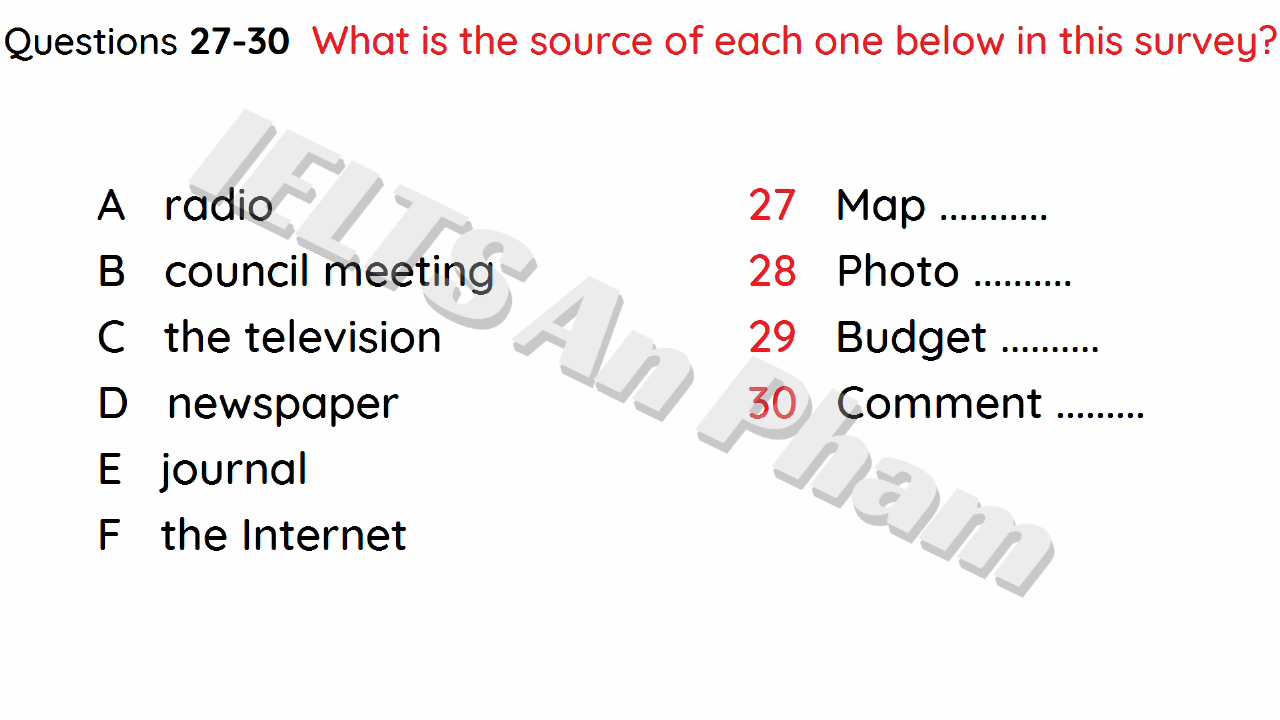 Questions 27-30 What is the source of each one below in this survey?
A radio
B council meeting
C the television
D newspaper
E journal
F the Internet
27 Map ...........
28 Photo ..........
29 Budget ..........
30 Comment .........
IELTS An Pham